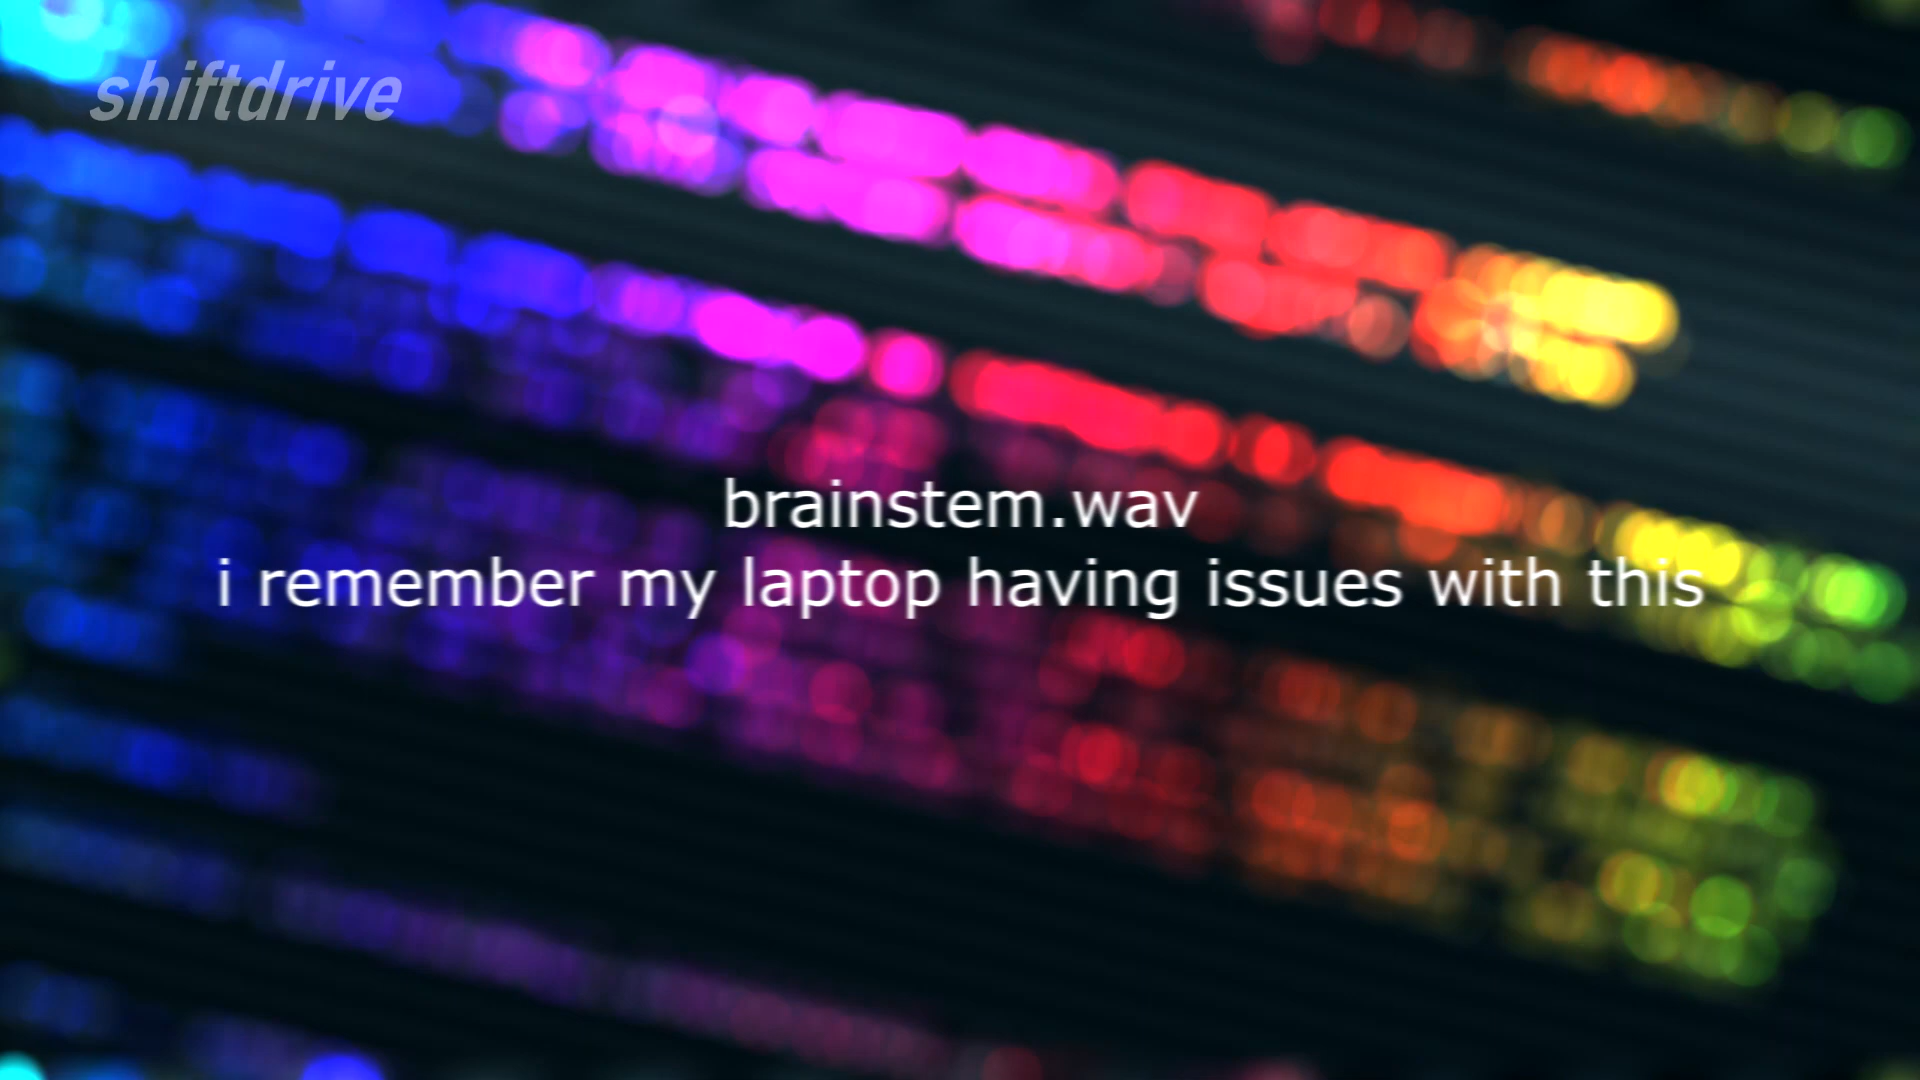 shiftdrive
brainstem.wav
i remember my laptop having issues with this